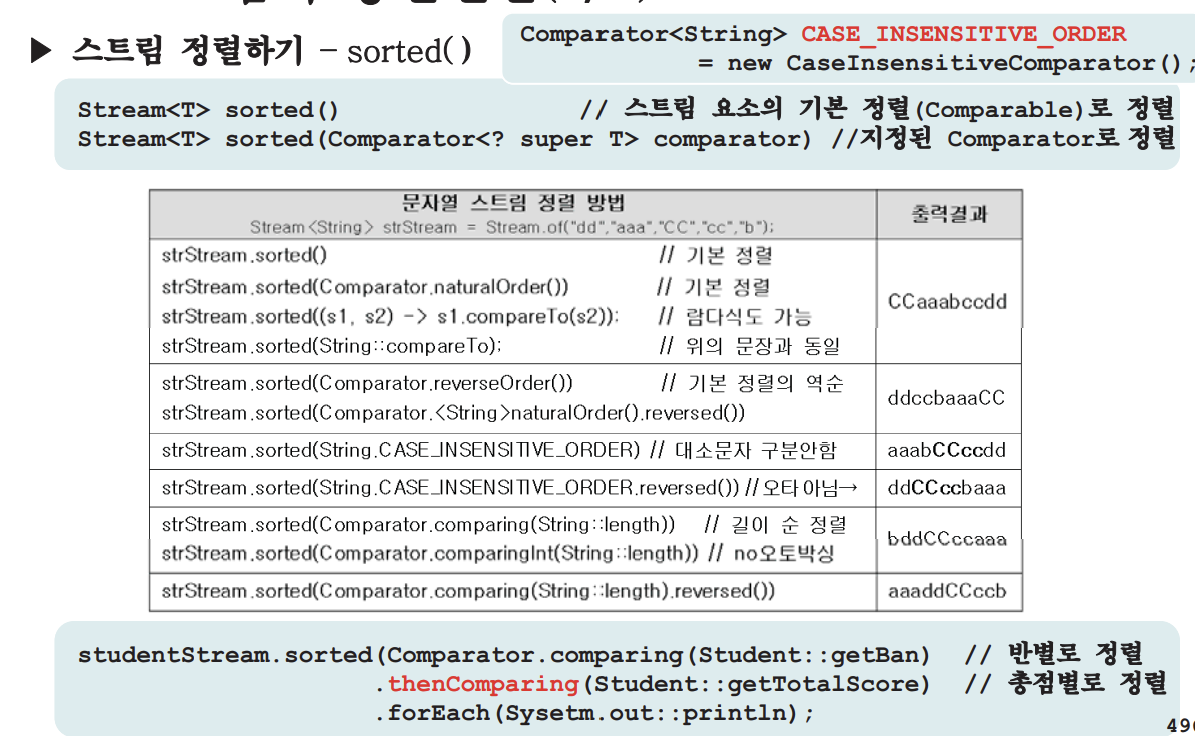 ▶ 스트림 정렬하기 – sorted()
Comparator<String> CASE_INSENSITIVE_ORDER
= new CaseInsensitiveComparator();
Stream<T> sorted() // 스트림 요소의 기본 정렬(Comparable)로 정렬
Stream<T> sorted(Comparator<? super T> comparator) //지정된 Comparator로 정렬
문자열 스트림 정렬 방법
Stream<String> strStream = Stream.of("dd","aaa","CC","cc","b");
출력결과
strStream.sorted() // 기본 정렬
strStream.sorted(Comparator.naturalOrder()) // 기본 정렬
strStream.sorted((s1, s2) -> s1.compareTo(s2)); // 람다식도 가능
strStream.sorted(String::compareTo); // 위의 문장과 동일
CCaaabccdd
strStream.sorted(Comparator.reverseOrder()) // 기본 정렬의 역순
strStream.sorted(Comparator.<String>naturalOrder().reversed())
ddccbaaaCC
strStream.sorted(String.CASE_INSENSITIVE_ORDER) // 대소문자 구분안함 aaabCCccdd
strStream.sorted(String.CASE_INSENSITIVE_ORDER.reversed()) //오타 아님→ ddCCccbaaa
strStream.sorted(Comparator.comparing(String::length)) // 길이 순 정렬
strStream.sorted(Comparator.comparingInt(String::length)) // no오토박싱
bddCCccaaa
strStream.sorted(Comparator.comparing(String::length).reversed()) aaaddCCccb
studentStream.sorted(Comparator.comparing(Student::getBan) // 반별로 정렬
.thenComparing(Student::getTotalScore) // 총점별로 정렬
.forEach(Sysetm.out::println);